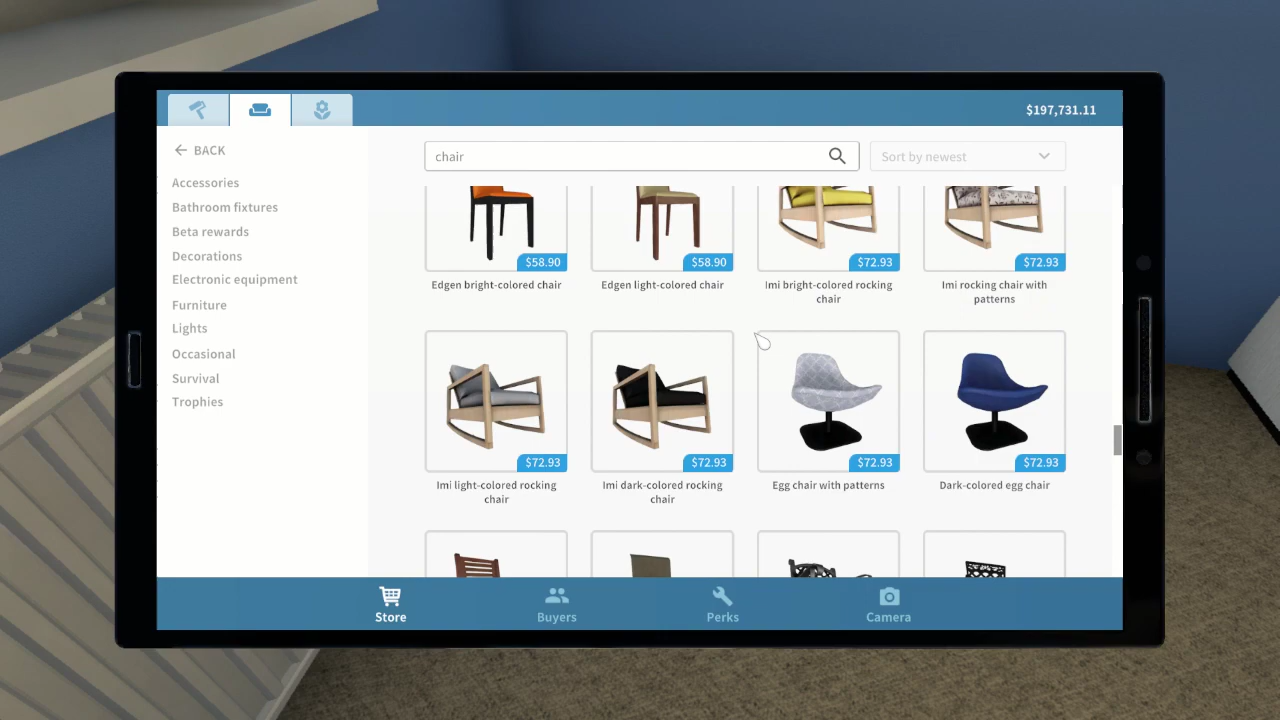 $197,731.11
BACK
chair
Sort by newest
Accessories
Bathroom fixtures
Beta rewards
Decorations
Electronic equipment
Furniture
Lights
Occasional
Survival
Trophies
$58.90
$58.90
$72.93
$72.93
Edgen bright-colored chair
Edgen light-colored chair
Imi bright-colored rocking
chair
Imi rocking chair with
patterns
$72.93
$72.93
$72.93
$72.93
Imi light-colored rocking
chair
Imi dark-colored rocking
chair
Egg chair with patterns
Dark-colored egg chair
Store
Buyers
Perks
Camera